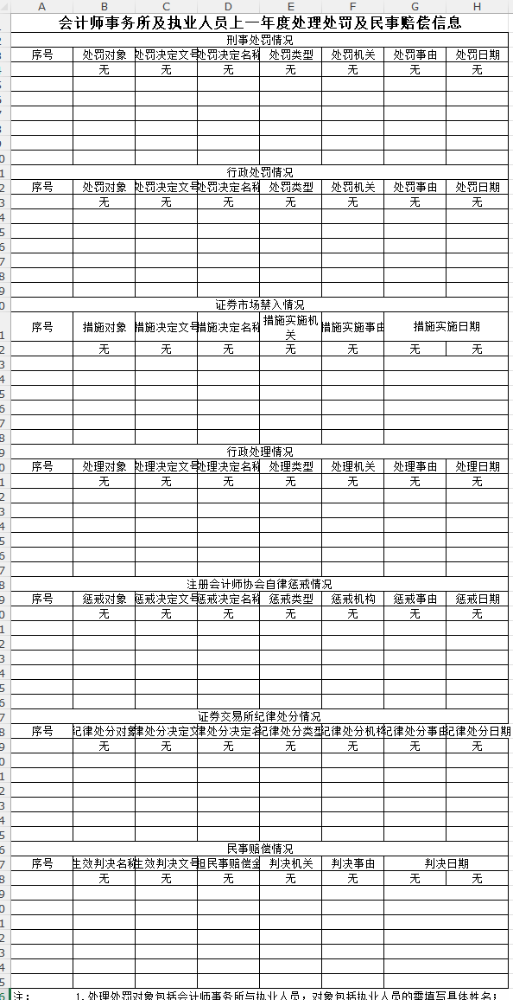 A B C D E F G H
会计师事务所及执业人员上一年度处理处罚及民事赔偿信息
刑事处罚情况
序号 处罚对象 处罚决定文号 处罚决定名称 处罚类型 处罚机关 处罚事由 处罚日期
无 无 无 无 无 无 无
行政处罚情况
序号 处罚对象 处罚决定文号 处罚决定名称 处罚类型 处罚机关 处罚事由 处罚日期
无 无 无 无 无 无 无
证券市场禁入情况
序号 措施对象 措施决定文号 措施决定名称 措施实施机关 措施实施事由 措施实施日期
无 无 无 无 无 无 无
行政处理情况
序号 处理对象 处理决定文号 处理决定名称 处理类型 处理机关 处理事由 处理日期
无 无 无 无 无 无 无
注册会计师协会自律惩戒情况
序号 惩戒对象 惩戒决定文号 惩戒决定名称 惩戒类型 惩戒机构 惩戒事由 惩戒日期
无 无 无 无 无 无 无
证券交易所纪律处分情况
序号 纪律处分对象 律处分决定文 律处分决定名 纪律处分类型 纪律处分机构 纪律处分事由 纪律处分日期
无 无 无 无 无 无 无
民事赔偿情况
序号 生效判决名称 生效判决文号 担民事赔偿金 判决机关 判决事由 判决日期
无 无 无 无 无 无 无
注： 1.处理处罚对象包括会计师事务所与执业人员，对象包括执业人员的需填写具体姓名；